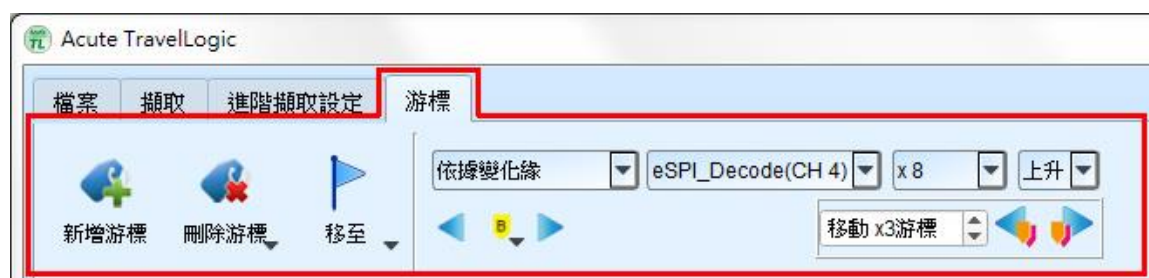 Acute TravelLogic
檔案 擷取 進階擷取設定 游標
依據變化緣 eSPI_Decode(CH 4) x 8 上升
新增游標 刪除游標 移至 B 移動 x3游標